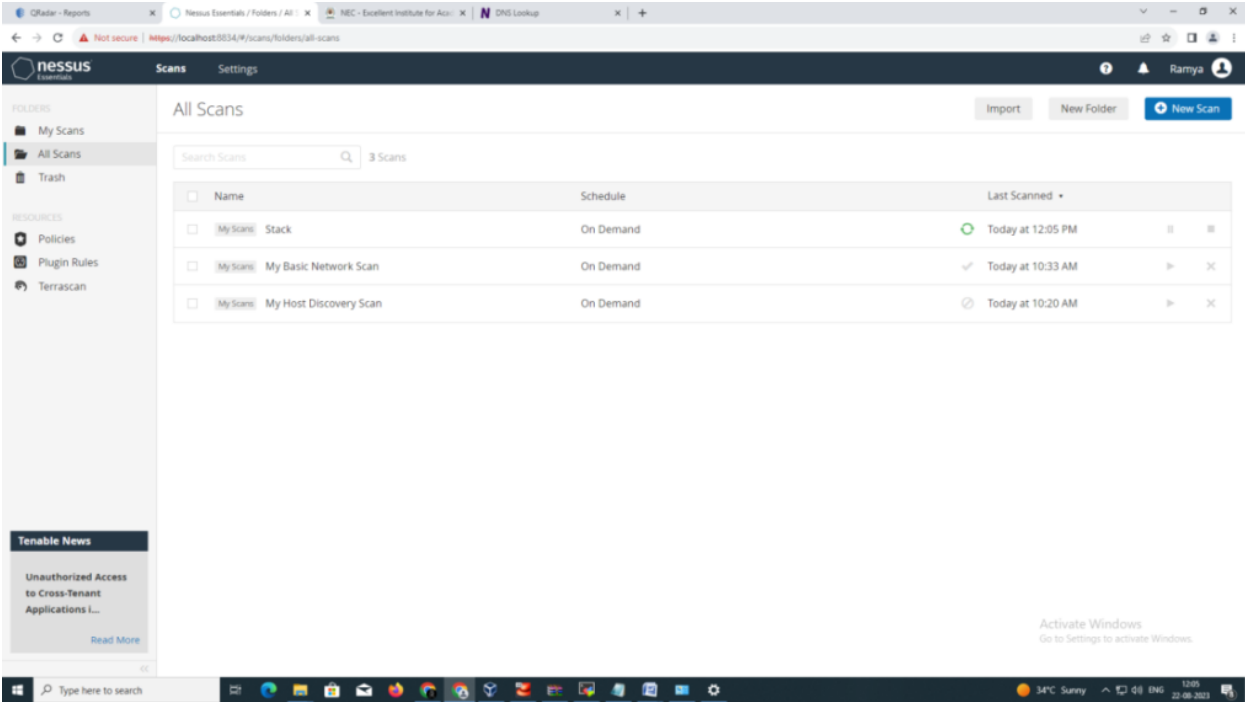 QRadar - Reports
Nessus Essentials / Folders / All S
NEC - Excellent Institute for Acad
DNS Lookup
Not secure | https://localhost:8834/#/scans/folders/all-scans
nessus
Essentials
Scans
Settings
Ramya
FOLDERS
My Scans
All Scans
Trash
RESOURCES
Policies
Plugin Rules
Terrascan
All Scans
Import
New Folder
New Scan
Search Scans
3 Scans
Name Schedule Last Scanned
My Scans Stack On Demand Today at 12:05 PM
My Scans My Basic Network Scan On Demand Today at 10:33 AM
My Scans My Host Discovery Scan On Demand Today at 10:20 AM
Tenable News
Unauthorized Access
to Cross-Tenant
Applications i...
Read More
Activate Windows
Go to Settings to activate Windows.
Type here to search
34°C Sunny
ENG
12:05
22-08-2023